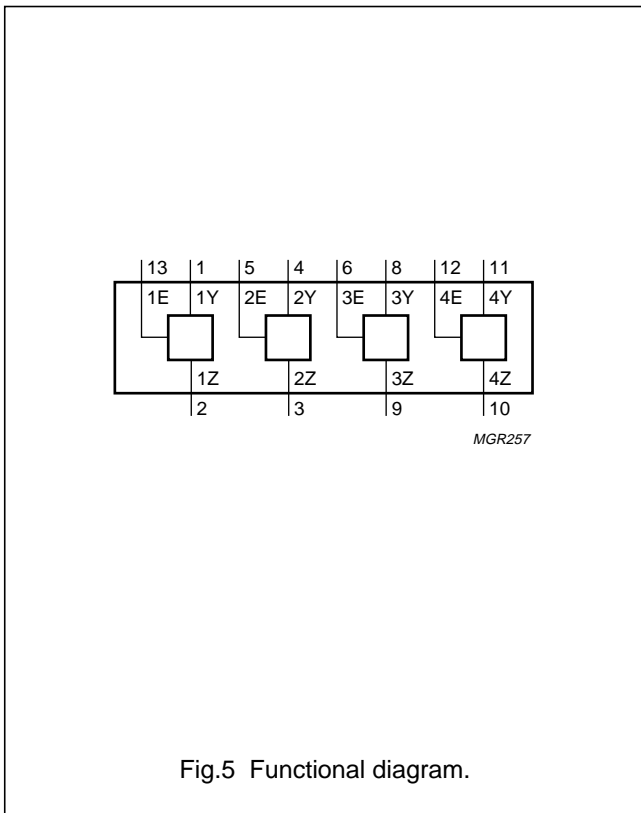 13 1 5 4 6 8 12 11
1E 1Y 2E 2Y 3E 3Y 4E 4Y
1Z 2Z 3Z 4Z
2 3 9 10
MGR257
Fig.5 Functional diagram.